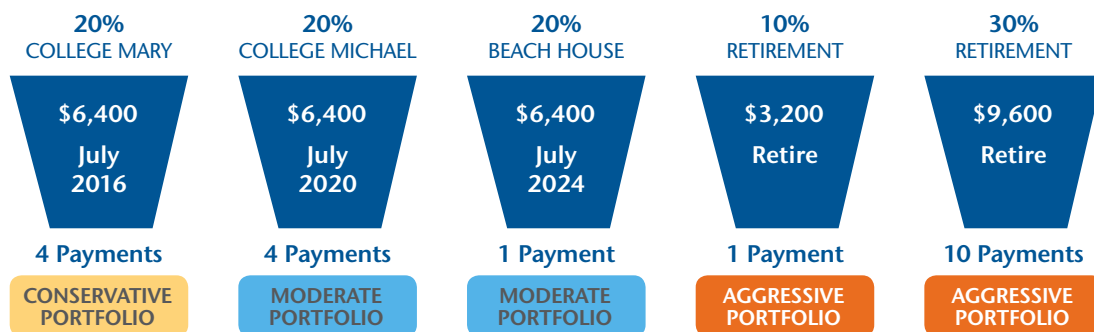 20%
COLLEGE MARY
$6,400
July
2016
4 Payments
CONSERVATIVE
PORTFOLIO
20%
COLLEGE MICHAEL
$6,400
July
2020
4 Payments
MODERATE
PORTFOLIO
20%
BEACH HOUSE
$6,400
July
2024
1 Payment
MODERATE
PORTFOLIO
10%
RETIREMENT
$3,200
Retire
1 Payment
AGGRESSIVE
PORTFOLIO
30%
RETIREMENT
$9,600
Retire
10 Payments
AGGRESSIVE
PORTFOLIO